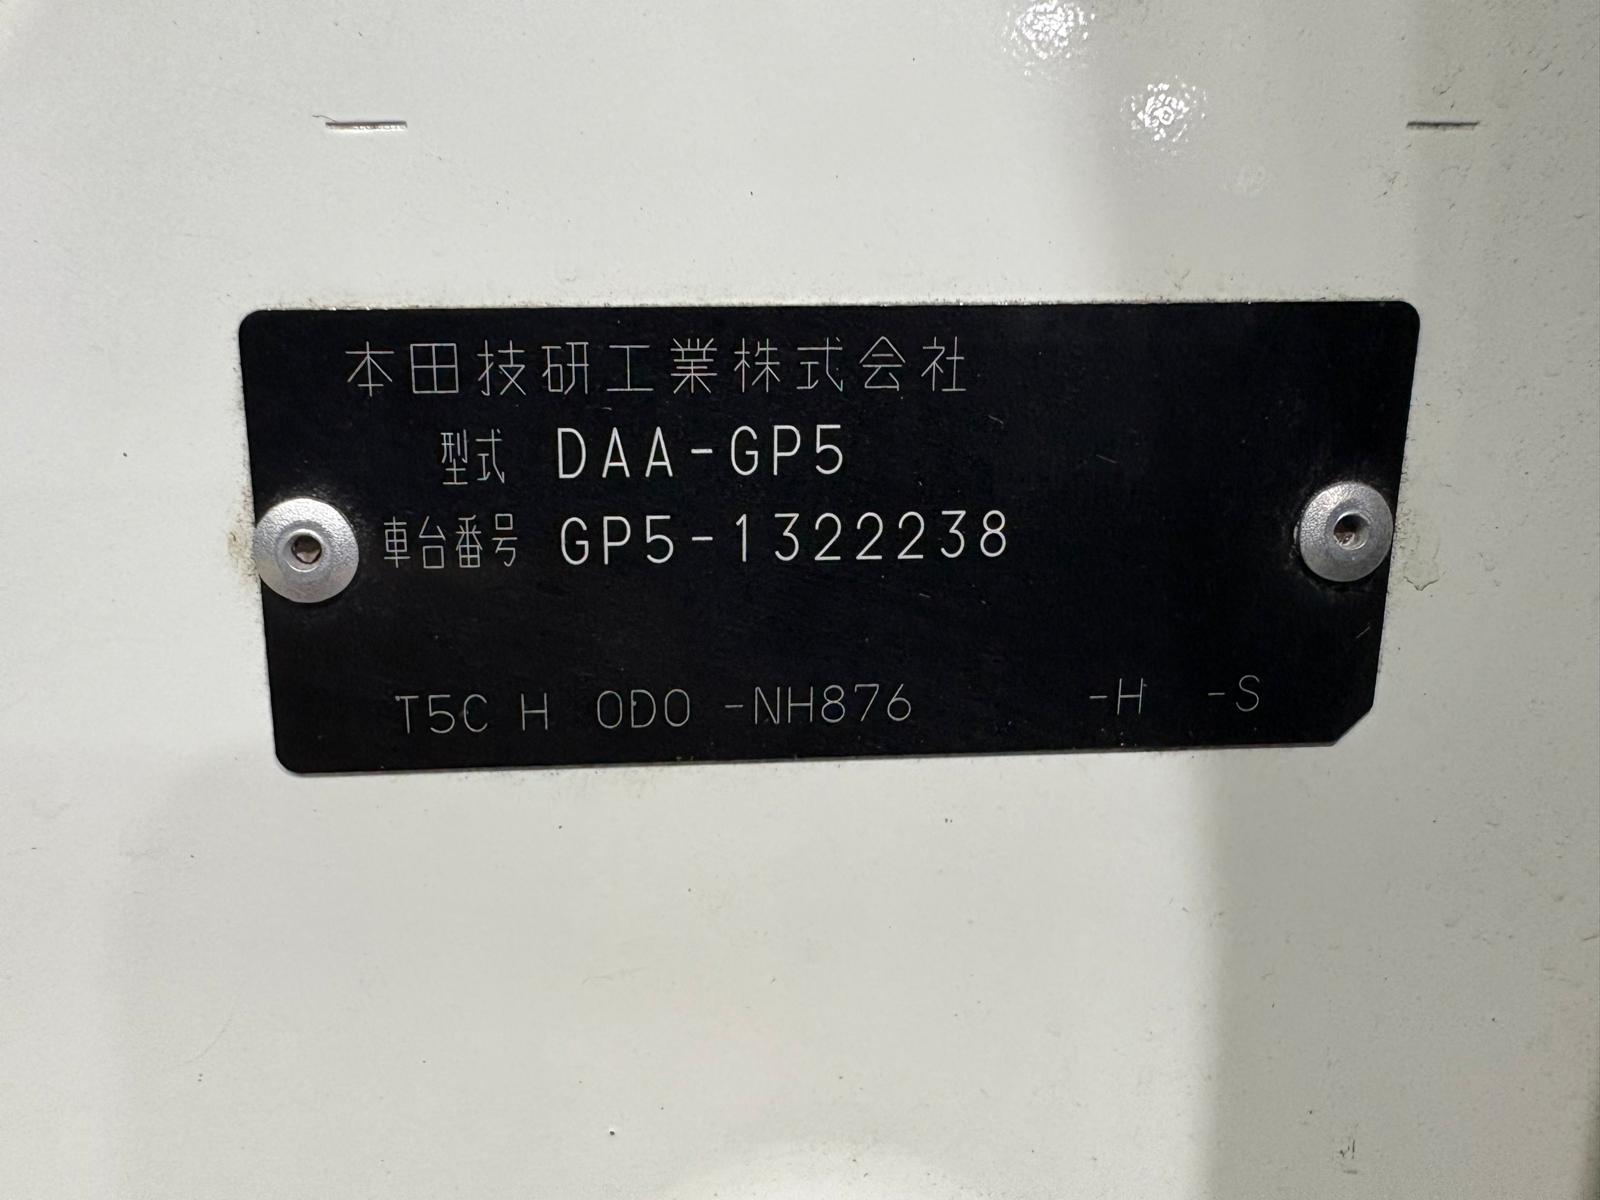 本田技研工業株式会社
型式 DAA-GP5
車台番号 GP5-1322238
T5C H 0D0 -NH876 -H -S